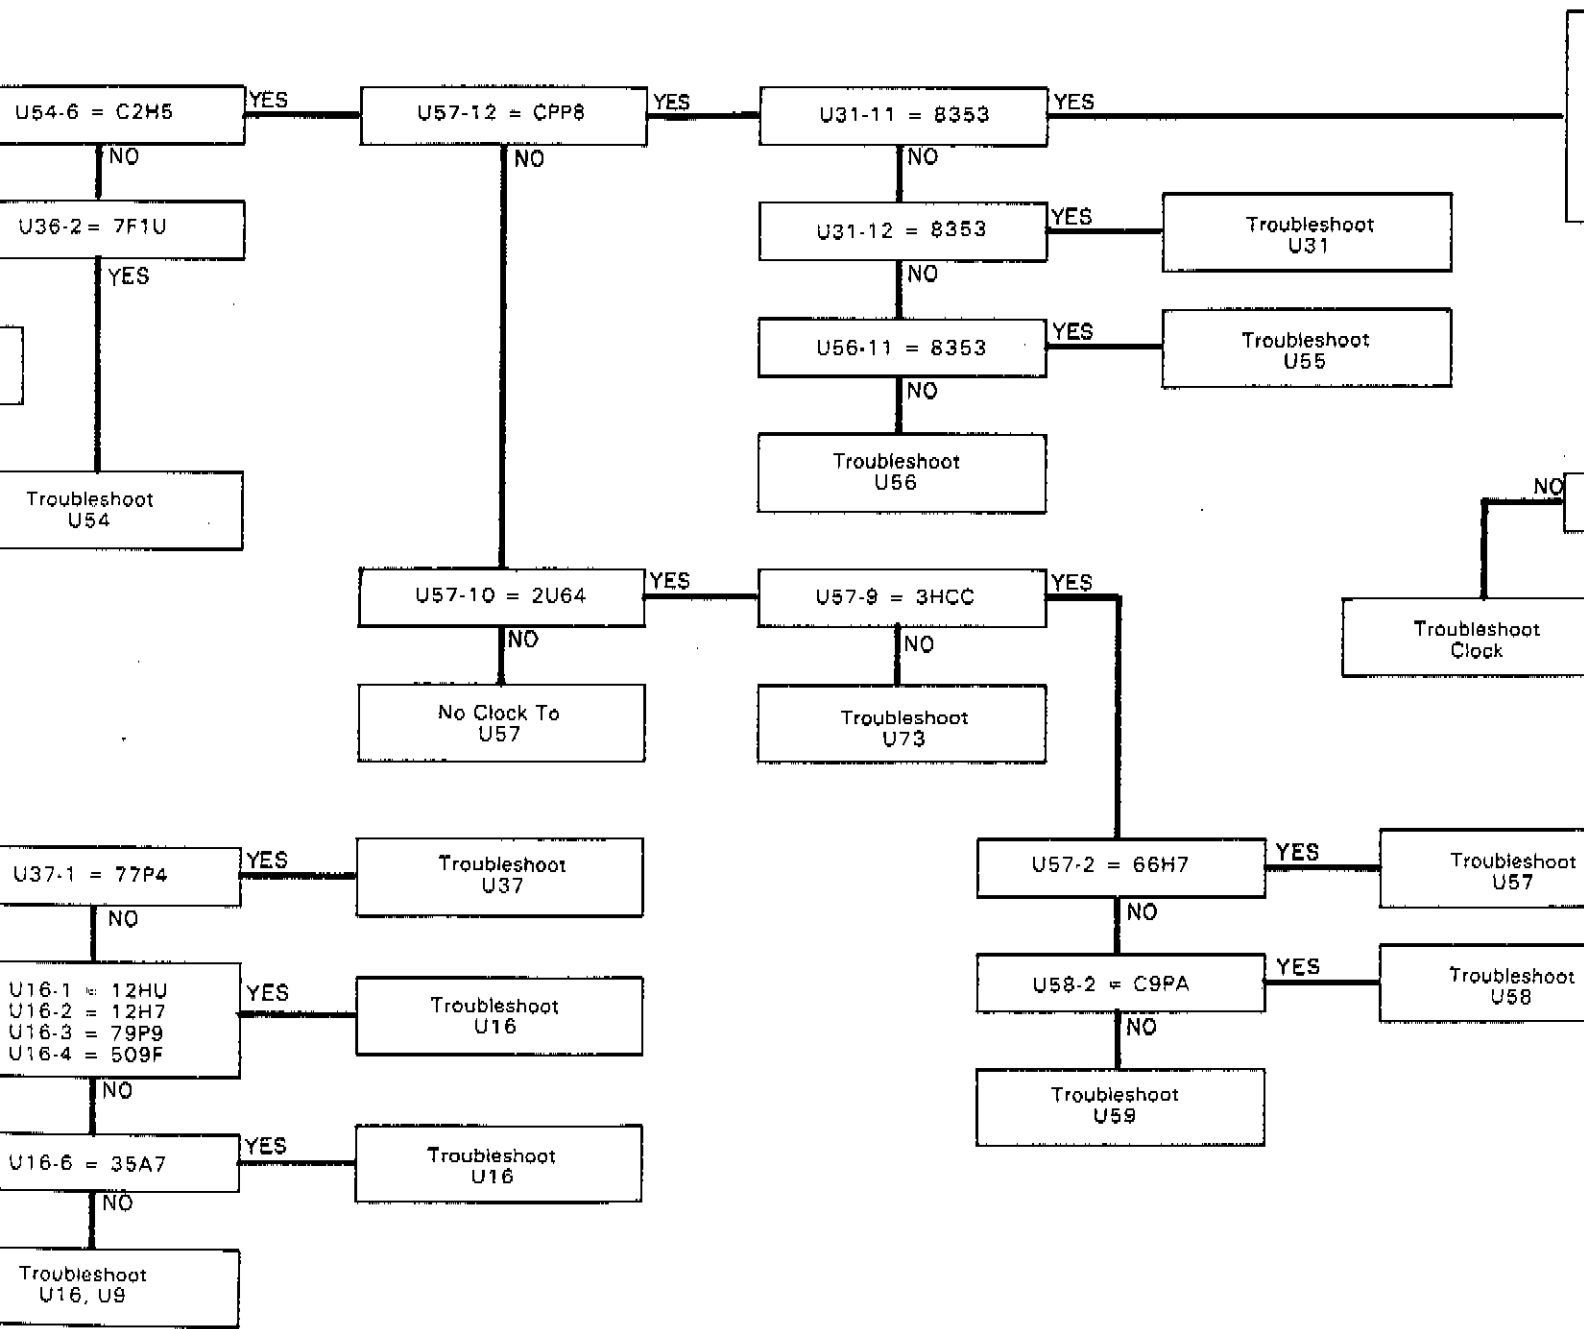 U54-6 = C2H5
YES
U57-12 = CPP8
YES
U31-11 = 8353
YES
NO
NO
NO
U36-2 = 7F1U
YES
U31-12 = 8353
YES
Troubleshoot
U31
NO
U56-11 = 8353
YES
Troubleshoot
U55
NO
Troubleshoot
U56
Troubleshoot
U54
NO
Troubleshoot
Clock
U57-10 = 2U64
YES
U57-9 = 3HCC
YES
NO
NO
No Clock To
U57
Troubleshoot
U73
U37-1 = 77P4
YES
Troubleshoot
U37
NO
U57-2 = 66H7
YES
Troubleshoot
U57
NO
U16-1 = 12HU
U16-2 = 12H7
U16-3 = 79P9
U16-4 = 509F
YES
Troubleshoot
U16
NO
U58-2 = C9PA
YES
Troubleshoot
U58
NO
Troubleshoot
U59
U16-6 = 35A7
YES
Troubleshoot
U16
NO
Troubleshoot
U16, U9